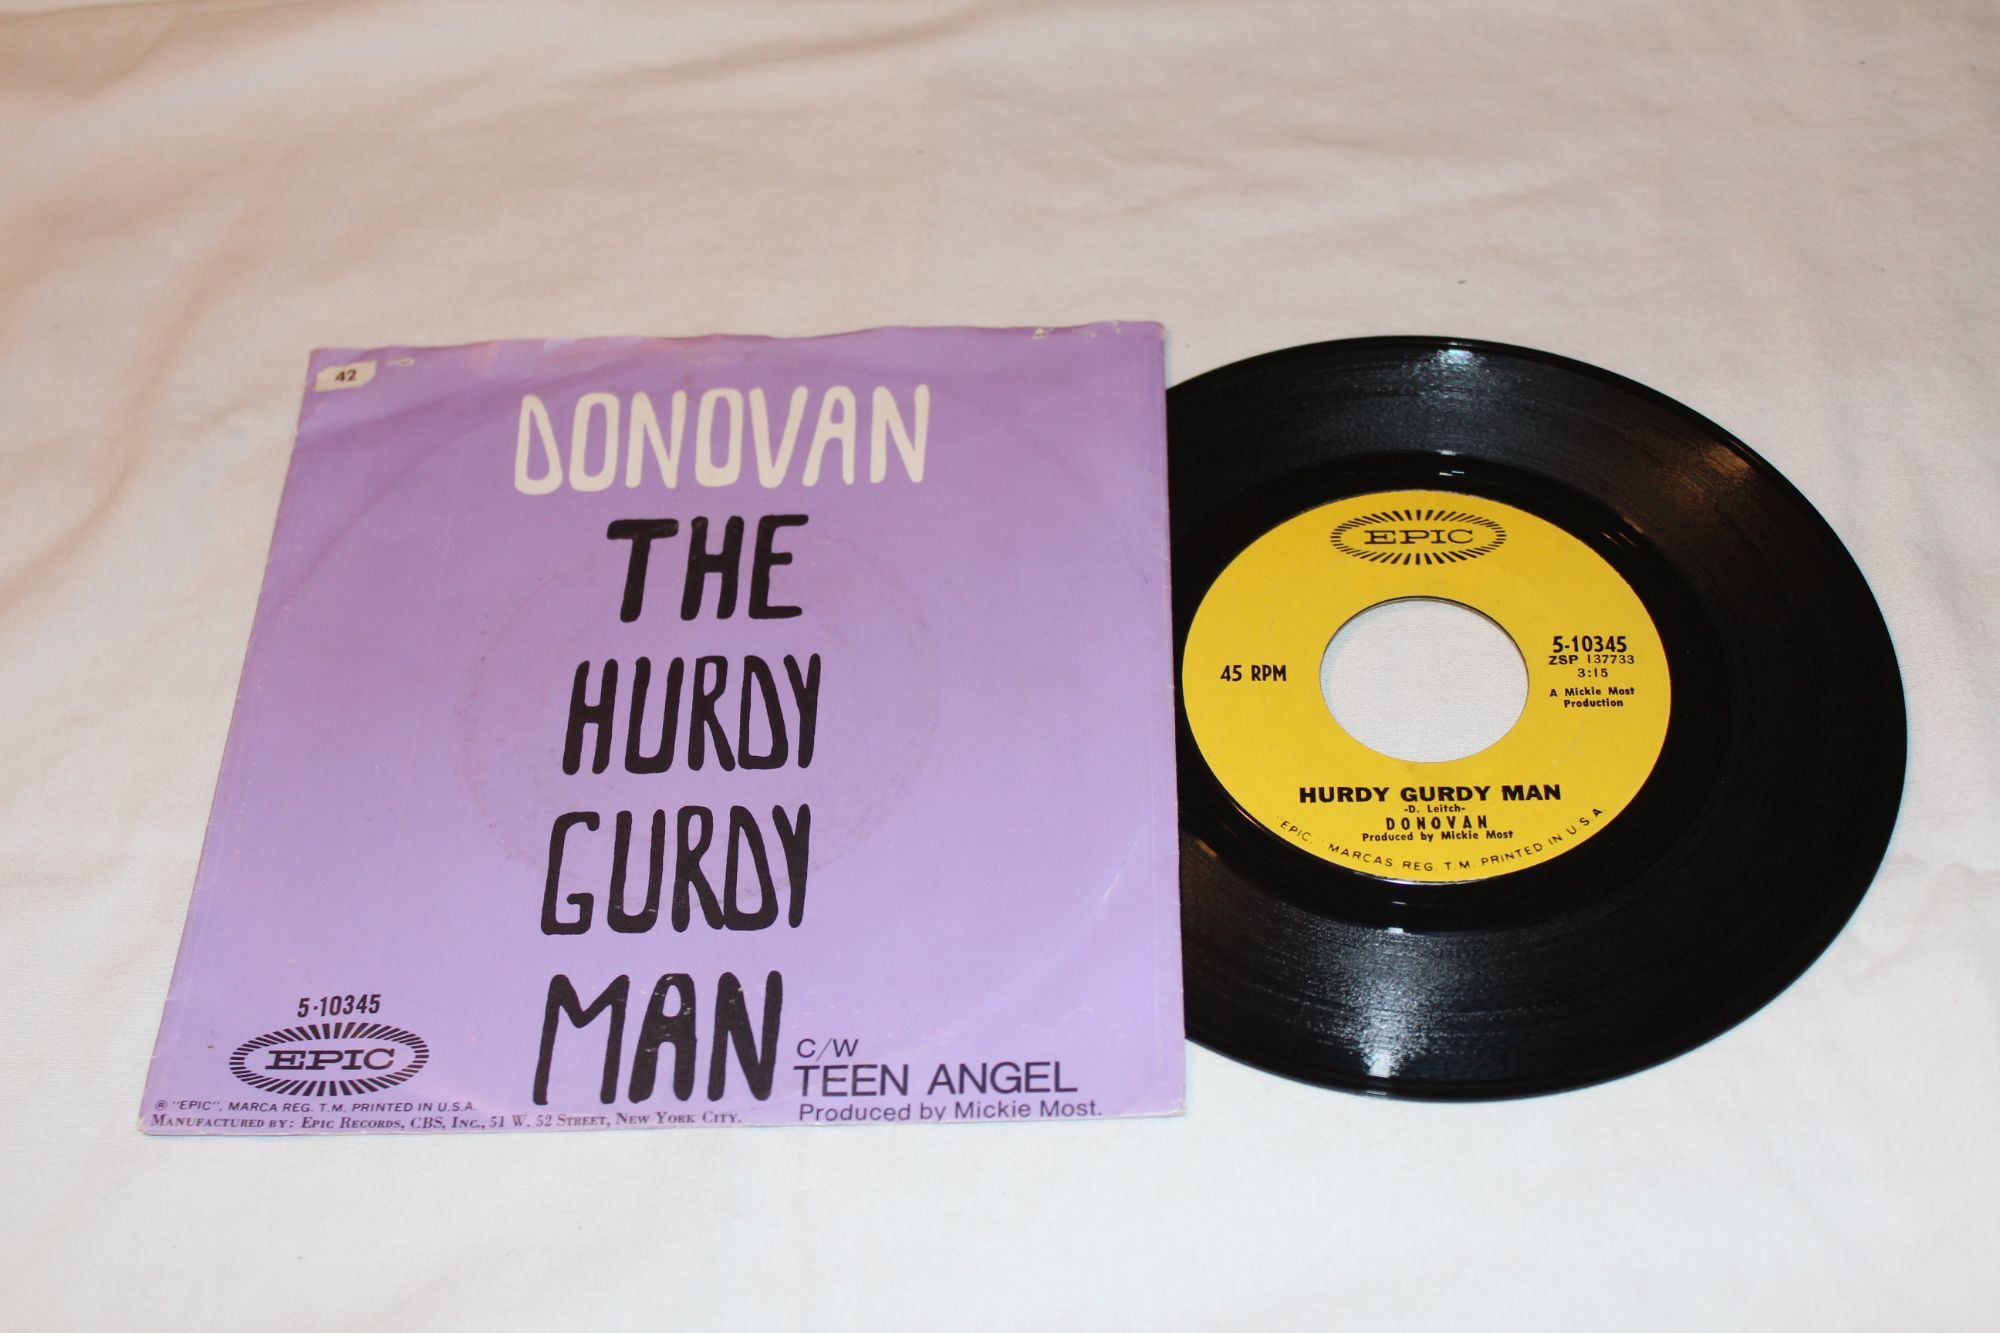 42
DONOVAN
THE
HURDY
GURDY
MAN
C/W
TEEN ANGEL
Produced by Mickie Most.
5-10345
EPIC
® "EPIC", MARCA REG. T.M. PRINTED IN U.S.A.
MANUFACTURED BY: EPIC RECORDS, CBS, INC., 51 W. 52 STREET, NEW YORK CITY.
EPIC
45 RPM
5-10345
ZSP 137733
3:15
A Mickie Most
Production
HURDY GURDY MAN
-D. Leitch-
DONOVAN
Produced by Mickie Most
"EPIC," MARCAS REG. T.M. PRINTED IN U.S.A.